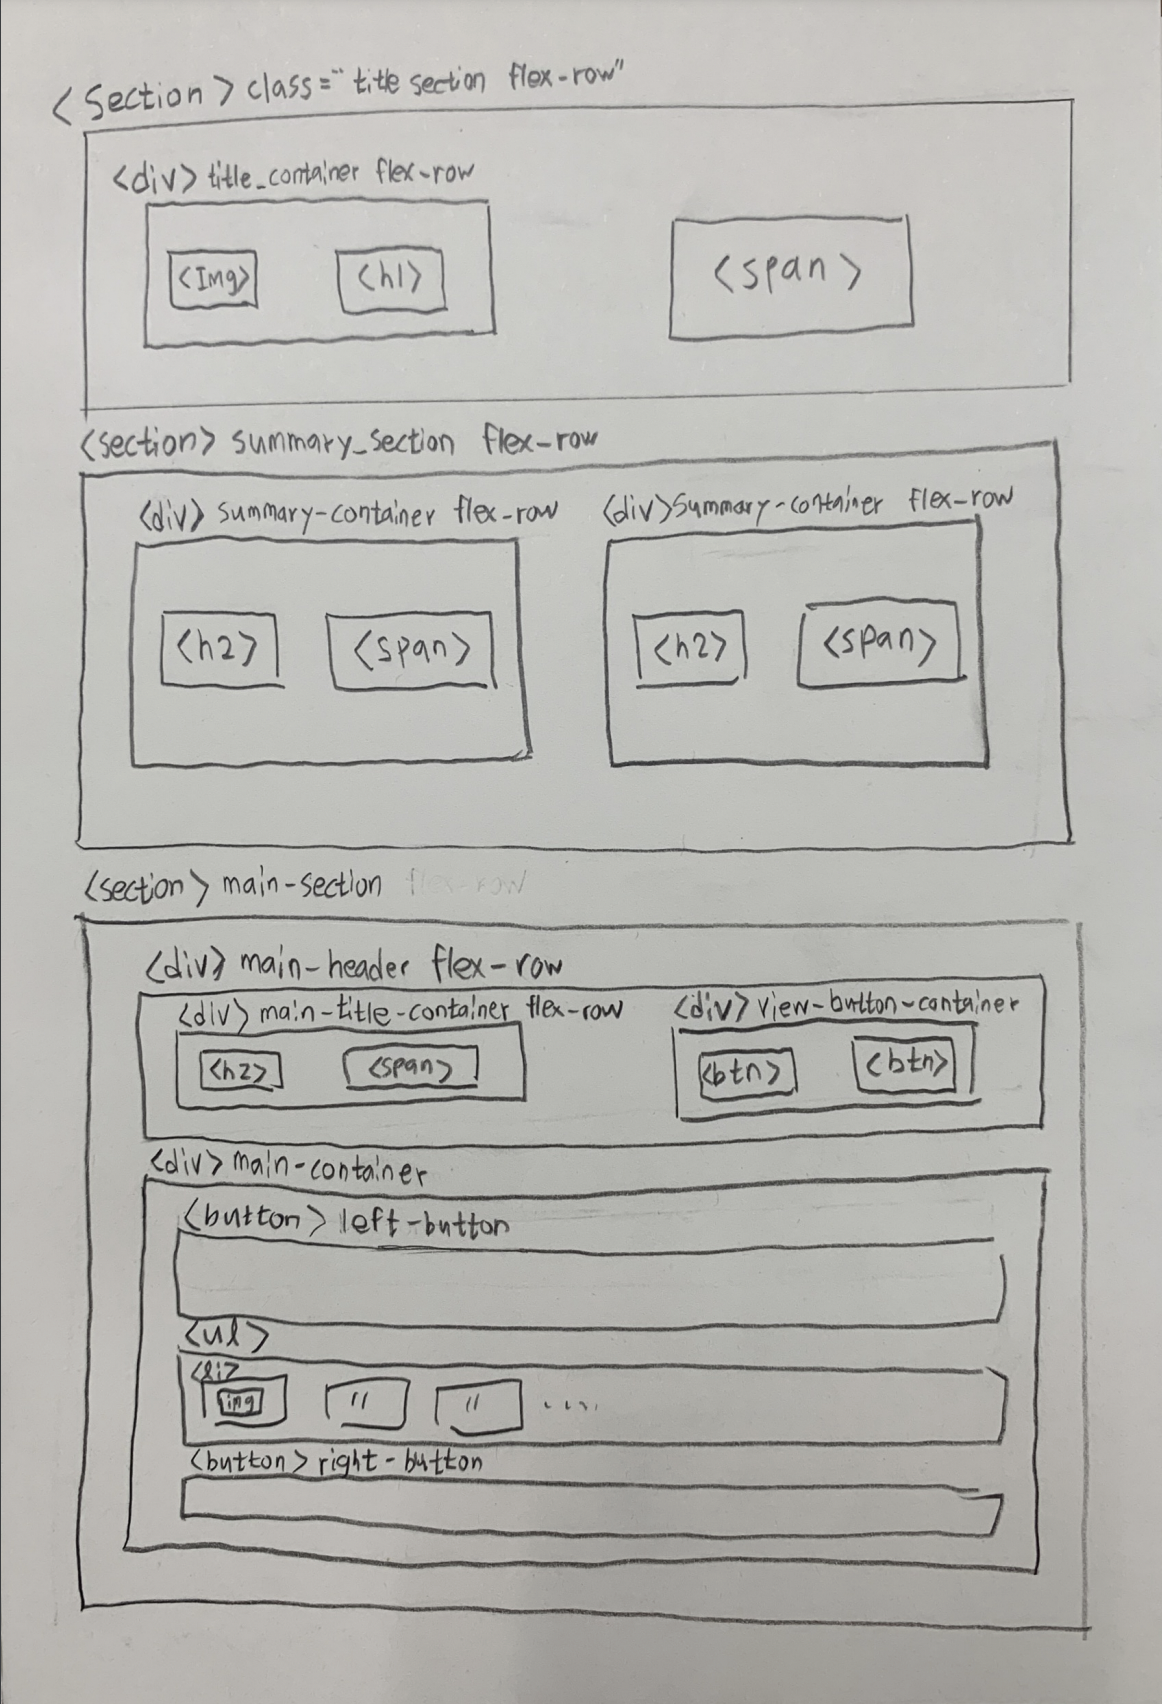 <section> class="title section flex-row"
<div> title_container flex-row
<Img> <h1> <span>
<section> summary_section flex-row
<div> summary-container flex-row <div> summary-container flex-row
<h2> <span> <h2> <span>
<section> main-section flex-row
<div> main-header flex-row
<div> main-title-container flex-row <div> view-button-container
<h2> <span> <btn> <btn>
<div> main-container
<button> left-button
<ul>
<li>
img " " ....
<button> right-button